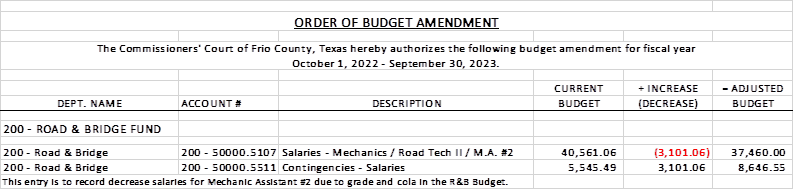 ORDER OF BUDGET AMENDMENT
The Commissioners' Court of Frio County, Texas hereby authorizes the following budget amendment for fiscal year
October 1, 2022 - September 30, 2023.
CURRENT + INCREASE = ADJUSTED
DEPT. NAME ACCOUNT # DESCRIPTION BUDGET (DECREASE) BUDGET
200 - ROAD & BRIDGE FUND
200 - Road & Bridge 200 - 50000.5107 Salaries - Mechanics / Road Tech II / M.A. #2 40,561.06 (3,101.06) 37,460.00
200 - Road & Bridge 200 - 50000.5511 Contingencies - Salaries 5,545.49 3,101.06 8,646.55
This entry is to record decrease salaries for Mechanic Assistant #2 due to grade and cola in the R&B Budget.